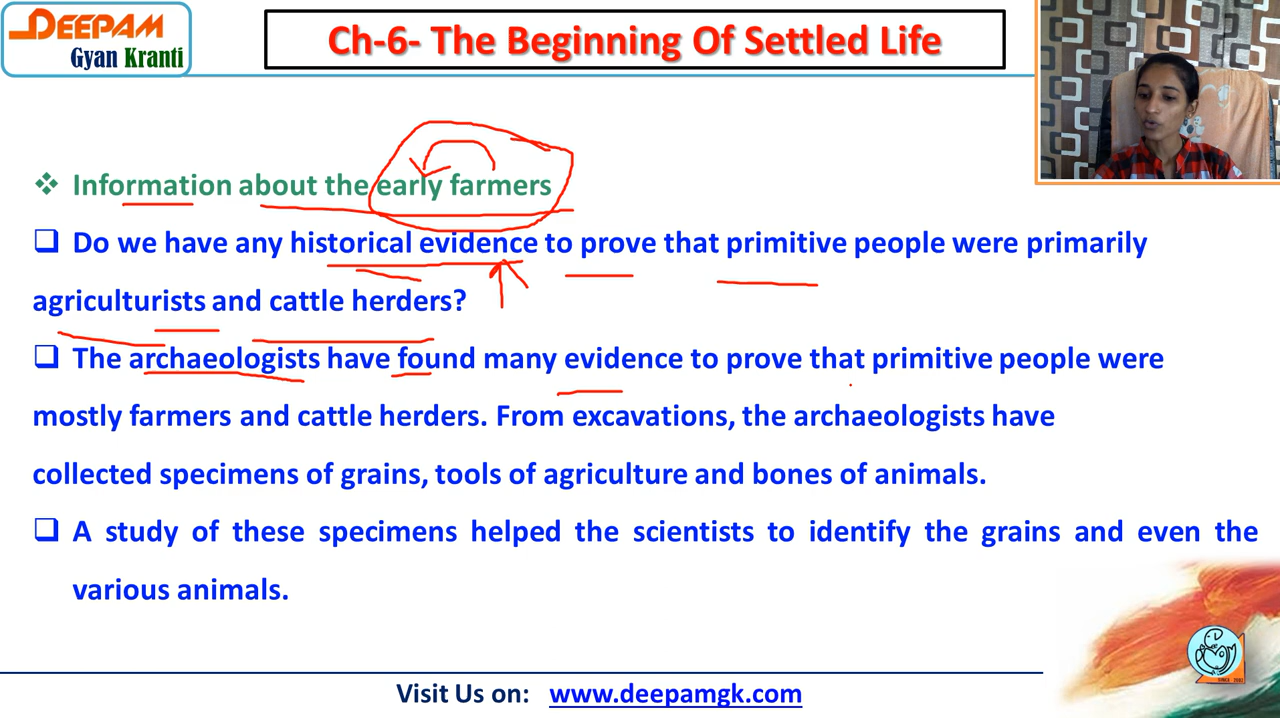 DEEPAM
Gyan Kranti
Ch-6- The Beginning Of Settled Life
❖ Information about the early farmers
❑ Do we have any historical evidence to prove that primitive people were primarily
agriculturists and cattle herders?
❑ The archaeologists have found many evidence to prove that primitive people were
mostly farmers and cattle herders. From excavations, the archaeologists have
collected specimens of grains, tools of agriculture and bones of animals.
❑ A study of these specimens helped the scientists to identify the grains and even the
various animals.
Visit Us on: www.deepamgk.com